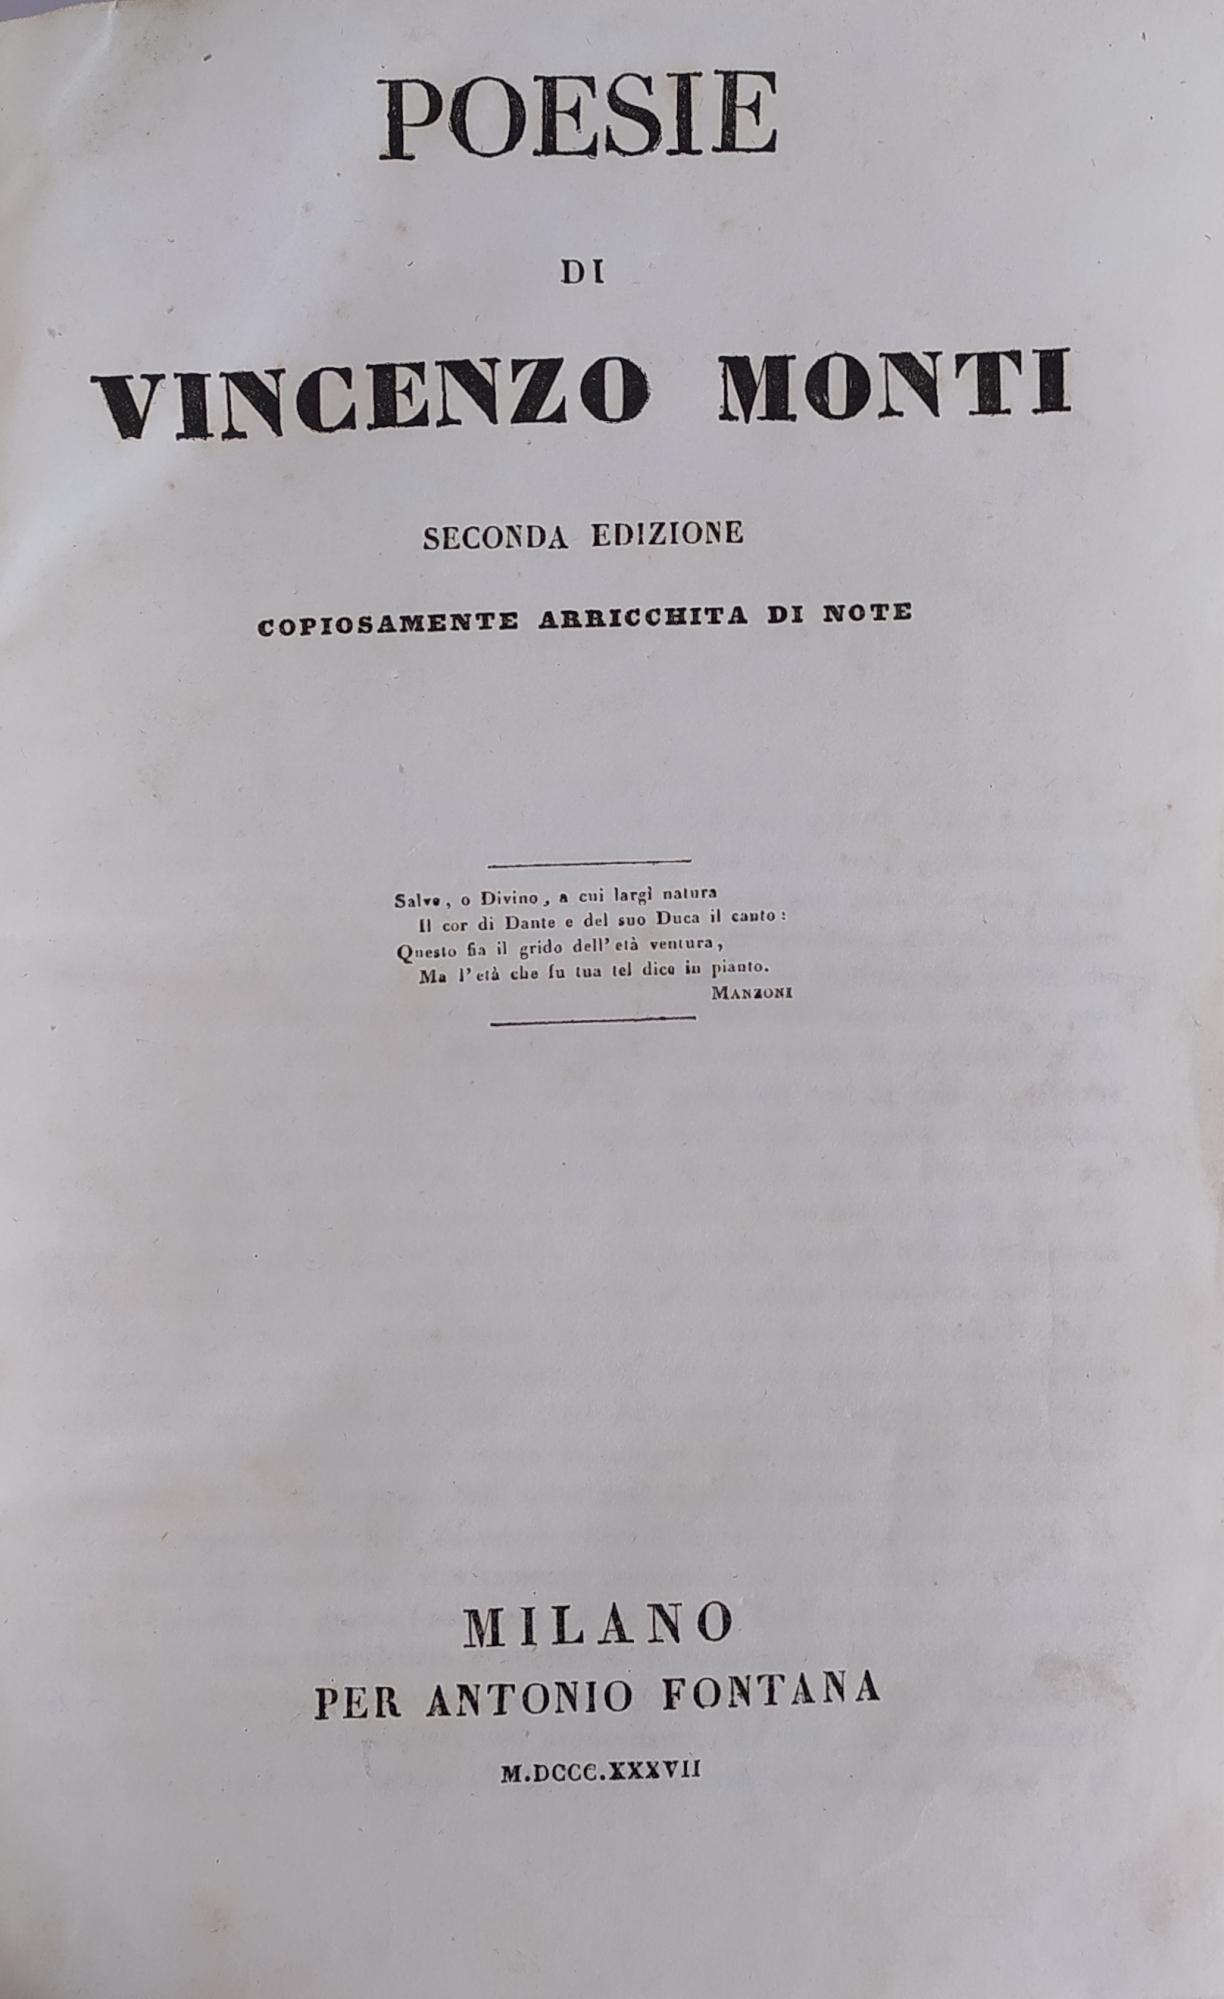 POESIE
DI
VINCENZO MONTI
SECONDA EDIZIONE
COPIOSAMENTE ARRICCHITA DI NOTE
Salve, o Divino, a cui largì natura
Il cor di Dante e del suo Duca il canto:
Questo fia il grido dell' età ventura,
Ma l' età che fu tua tel dice in pianto.
MANZONI
MILANO
PER ANTONIO FONTANA
M.DCCC.XXXVII